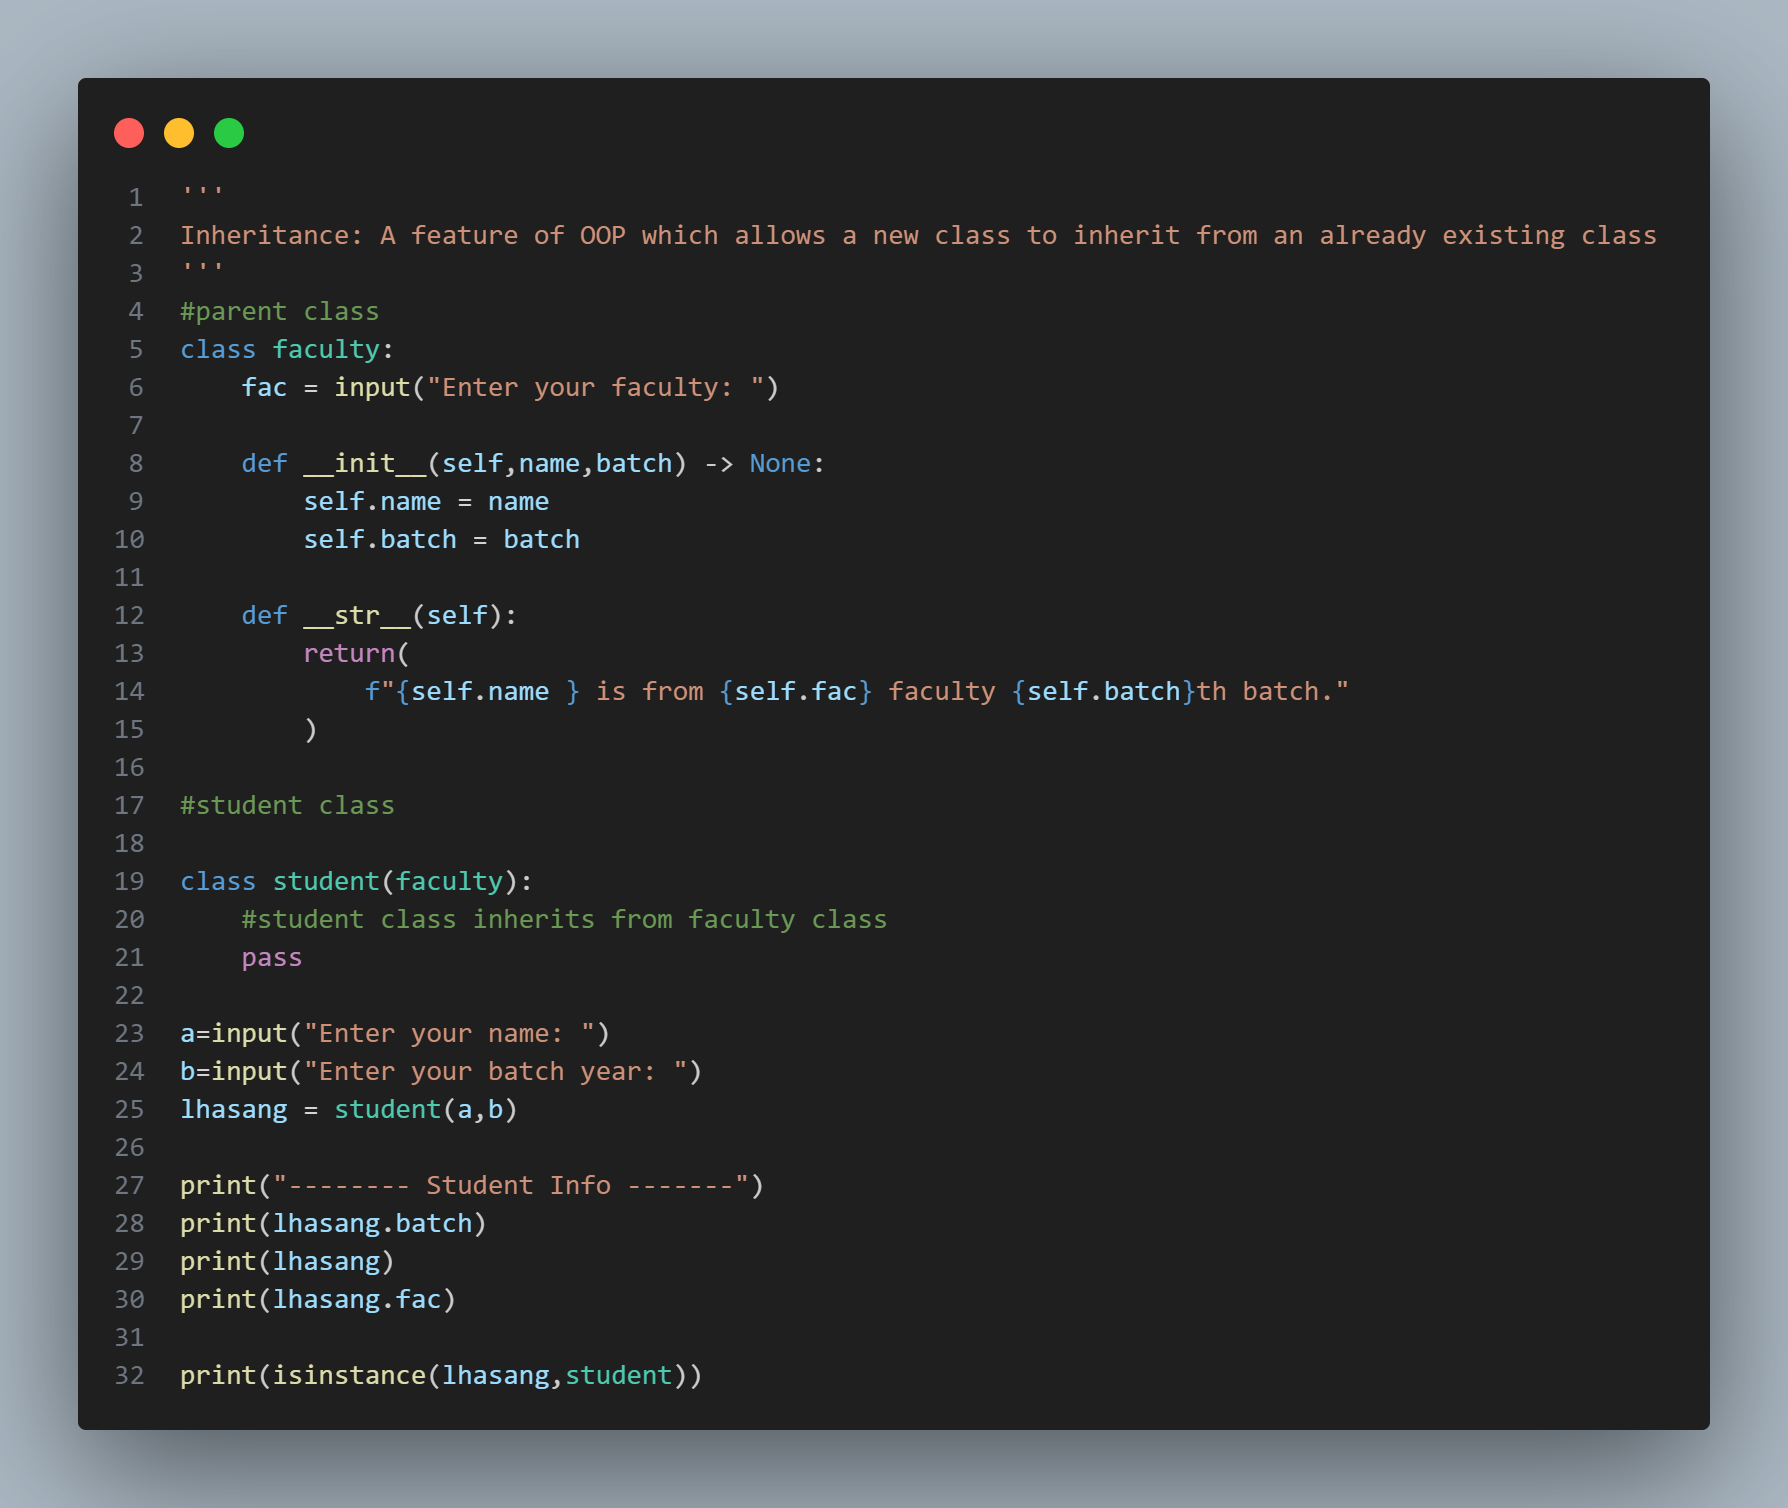 1 '''
2 Inheritance: A feature of OOP which allows a new class to inherit from an already existing class
3 '''
4 #parent class
5 class faculty:
6     fac = input("Enter your faculty: ")
7
8     def __init__(self,name,batch) -> None:
9         self.name = name
10         self.batch = batch
11
12     def __str__(self):
13         return(
14             f"{self.name } is from {self.fac} faculty {self.batch}th batch."
15         )
16
17 #student class
18
19 class student(faculty):
20     #student class inherits from faculty class
21     pass
22
23 a=input("Enter your name: ")
24 b=input("Enter your batch year: ")
25 lhasang = student(a,b)
26
27 print("-------- Student Info -------")
28 print(lhasang.batch)
29 print(lhasang)
30 print(lhasang.fac)
31
32 print(isinstance(lhasang,student))